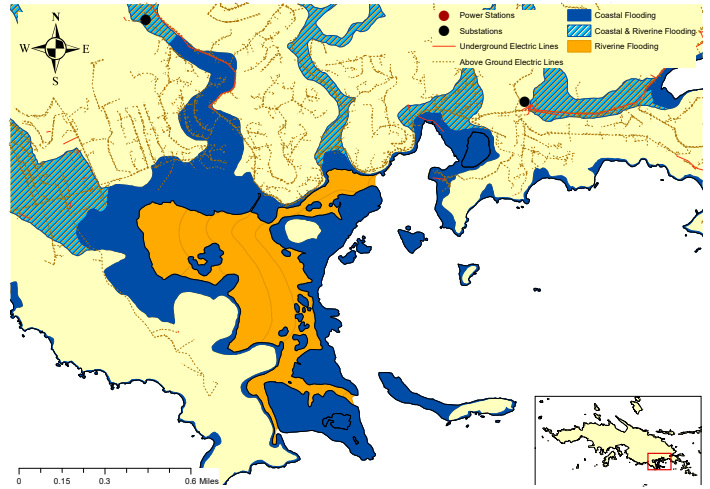 N
W E
S
Power Stations
Substations
Underground Electric Lines
Above Ground Electric Lines
Coastal Flooding
Coastal & Riverine Flooding
Riverine Flooding
0 0.15 0.3 0.6 Miles